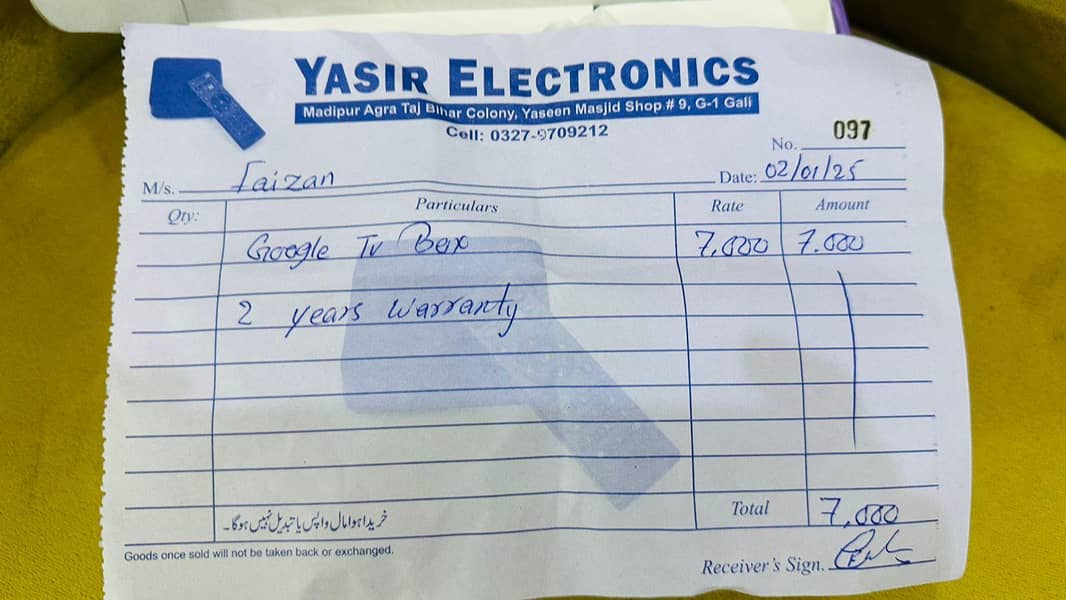 YASIR ELECTRONICS
Madipur Agra Taj Bihar Colony, Yaseen Masjid Shop # 9, G-1 Gali
Cell: 0327-9709212
No. 097
M/s. Faizan Date: 02/01/25
Qty: Particulars Rate Amount
Google Tv Box 7,000 7.000
2 years warranty
خریدا ہوا مال واپس یا تبدیل نہیں ہوگا۔ Total 7,000
Goods once sold will not be taken back or exchanged.
Receiver's Sign.